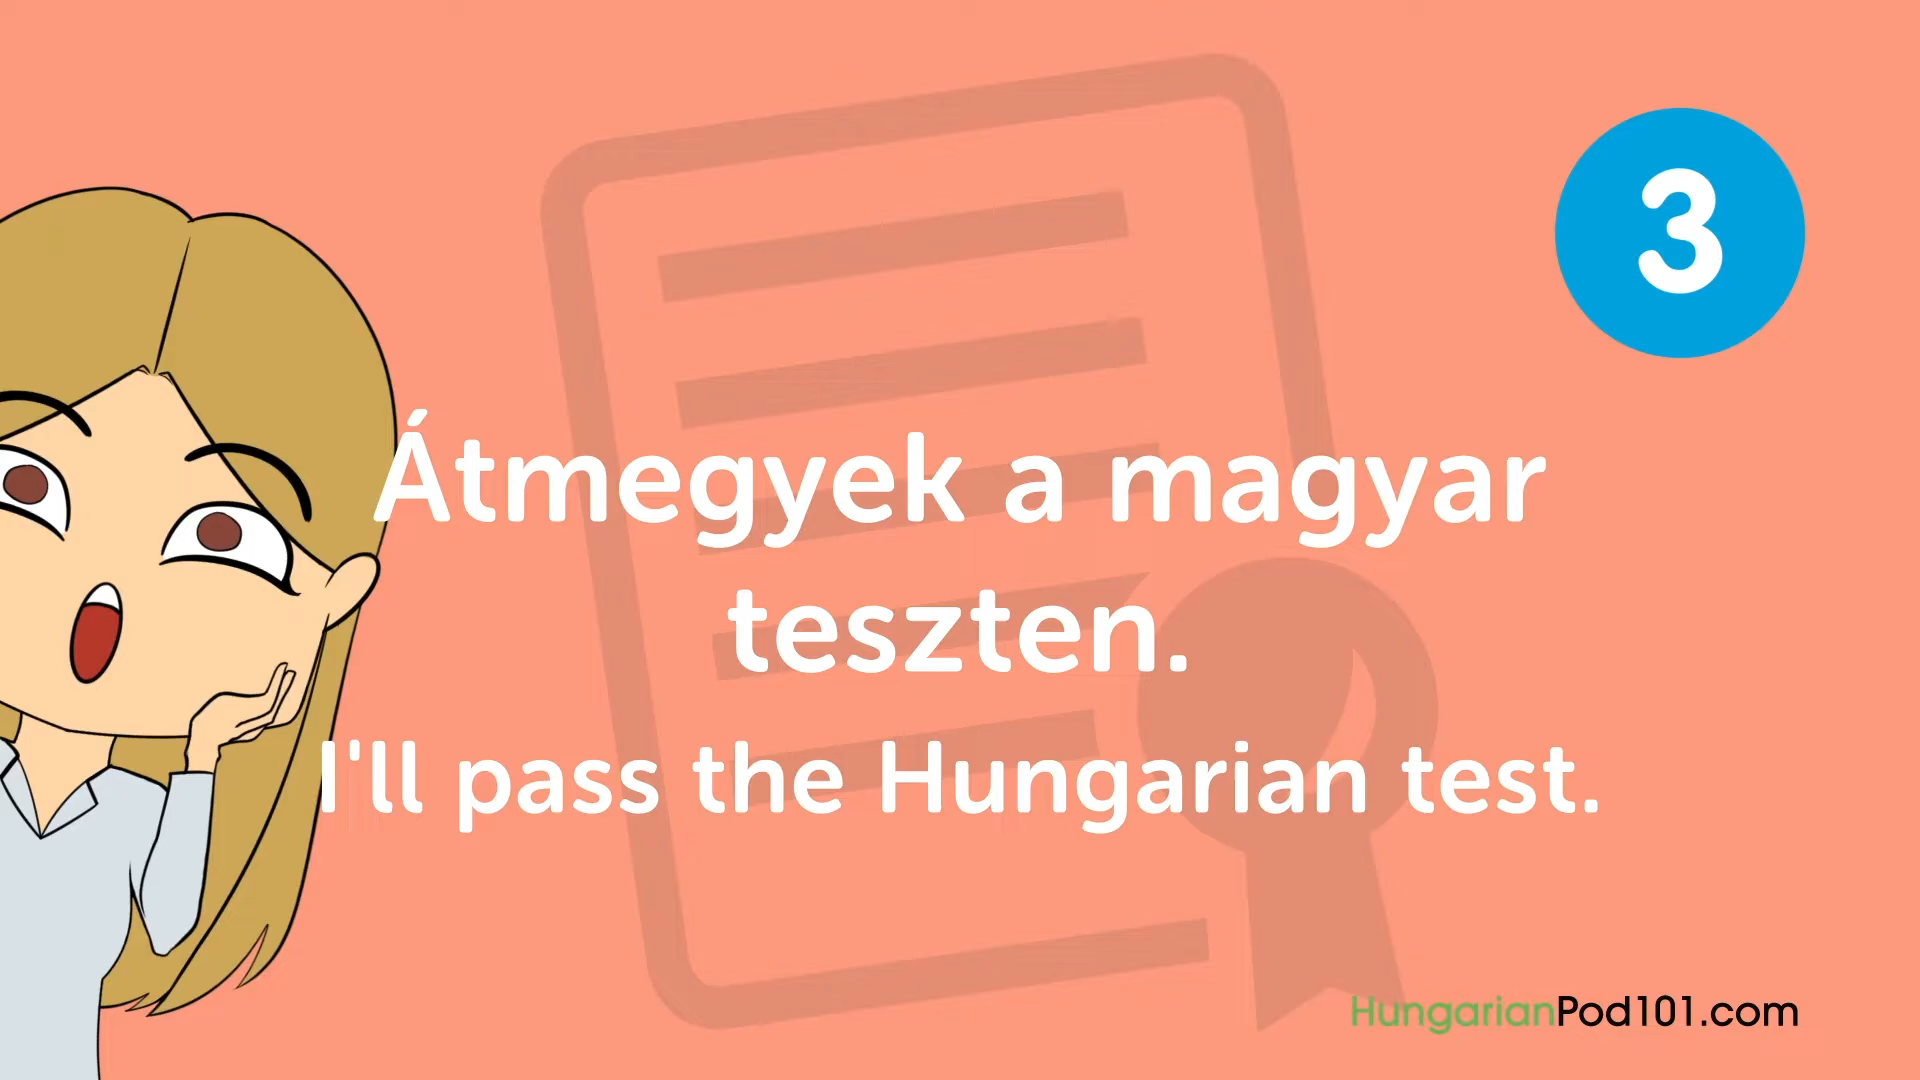 3
Átmegyek a magyar
teszten.
I'll pass the Hungarian test.
HungarianPod101.com